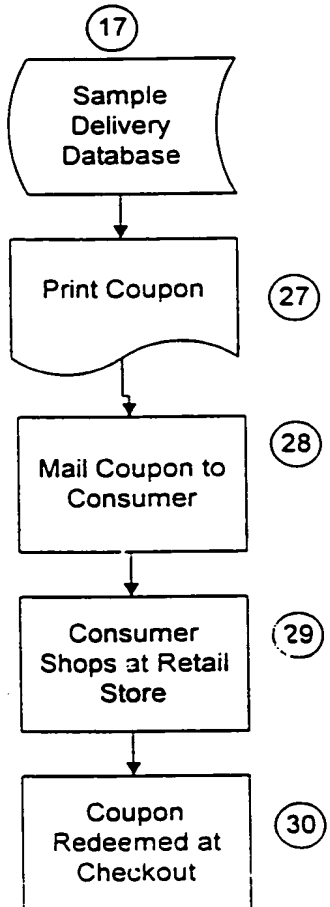 17
Sample
Delivery
Database
Print Coupon
27
28
Mail Coupon to
Consumer
29
Consumer
Shops at Retail
Store
30
Coupon
Redeemed at
Checkout